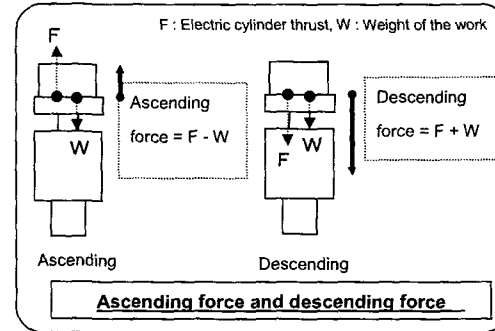 F : Electric cylinder thrust, W : Weight of the work
F
W
Ascending
force = F - W
Ascending
F
W
Descending
force = F + W
Descending
Ascending force and descending force